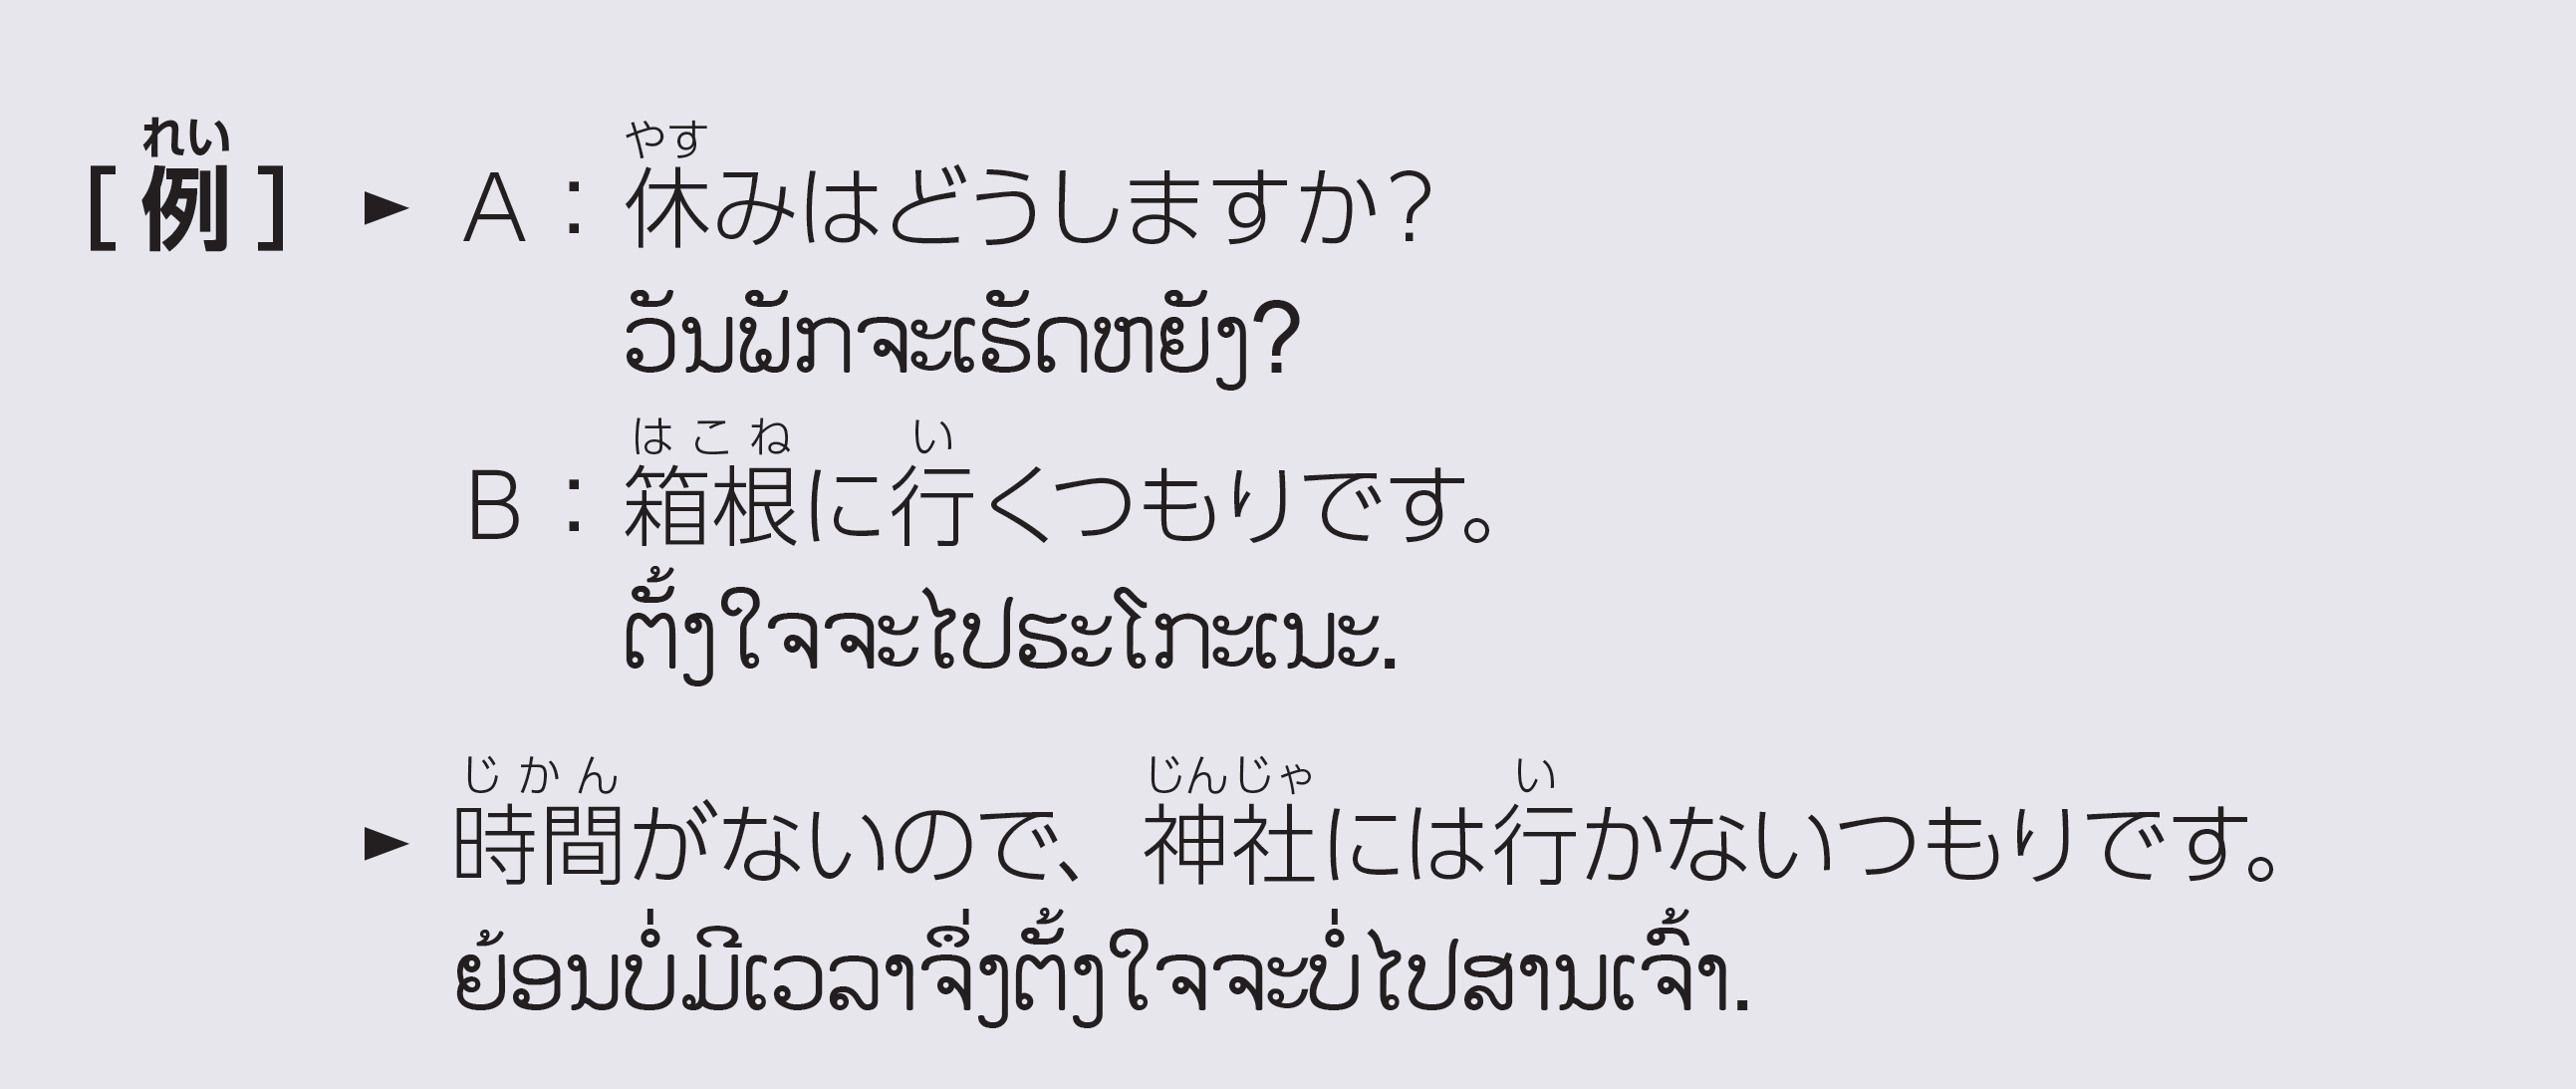 れい
[ 例 ] ► A：休みはどうしますか？
やす
ວັນພັກຈະເຮັດຫຍັງ?
はこね い
B：箱根に行くつもりです。
ຕັ້ງໃຈຈະໄປຮະໂກະເນະ.
じかん じんじゃ い
► 時間がないので、神社には行かないつもりです。
ຍ້ອນບໍ່ມີເວລາຈຶ່ງຕັ້ງໃຈຈະບໍ່ໄປສານເຈົ້າ.